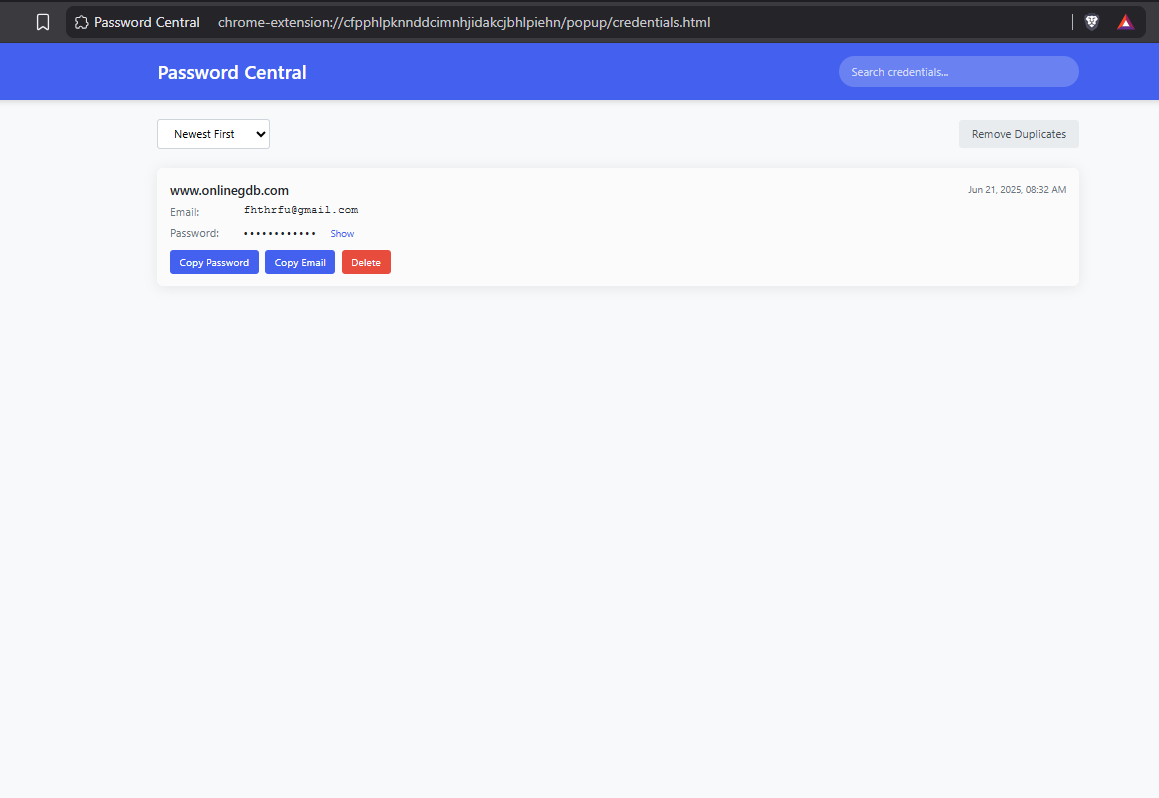 Password Central chrome-extension://cfpphlpknnddcimnhjidakcjbhlpiehn/popup/credentials.html
Password Central
Search credentials...
Newest First
Remove Duplicates
www.onlinegdb.com
Jun 21, 2025, 08:32 AM
Email: fhthrfu@gmail.com
Password: •••••••••••• Show
Copy Password Copy Email Delete